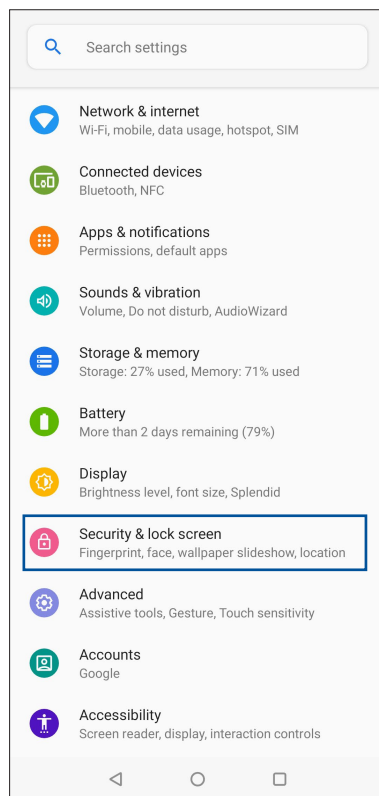 Search settings
Network & internet
Wi-Fi, mobile, data usage, hotspot, SIM
Connected devices
Bluetooth, NFC
Apps & notifications
Permissions, default apps
Sounds & vibration
Volume, Do not disturb, AudioWizard
Storage & memory
Storage: 27% used, Memory: 71% used
Battery
More than 2 days remaining (79%)
Display
Brightness level, font size, Splendid
Security & lock screen
Fingerprint, face, wallpaper slideshow, location
Advanced
Assistive tools, Gesture, Touch sensitivity
Accounts
Google
Accessibility
Screen reader, display, interaction controls